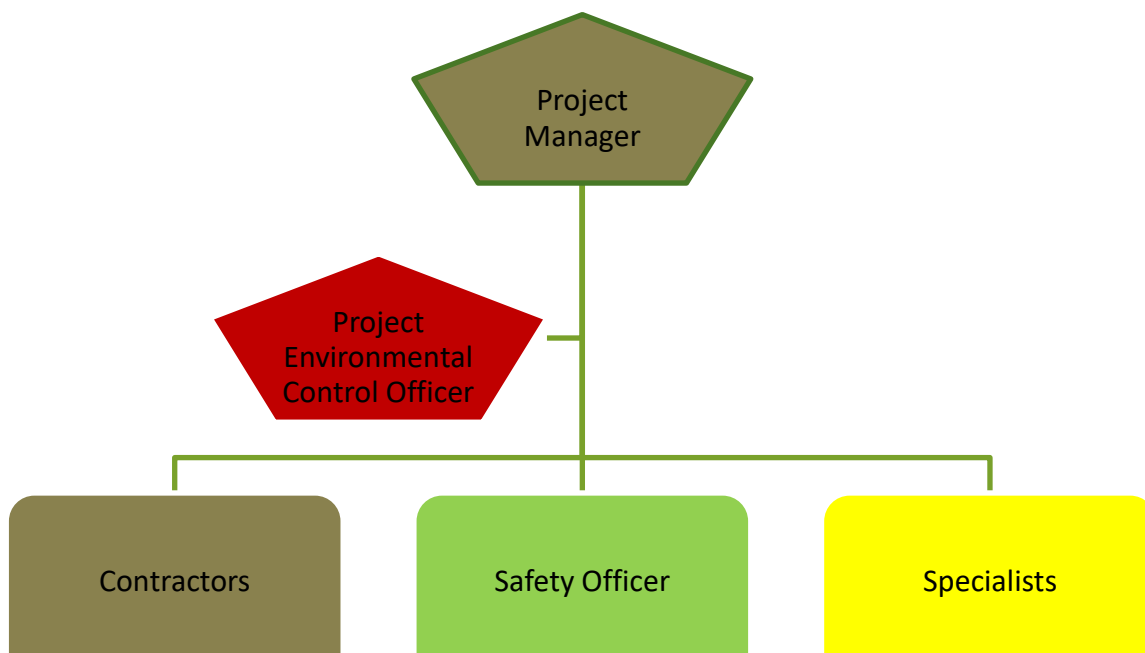 Project
Manager
Project
Environmental
Control Officer
Contractors
Safety Officer
Specialists